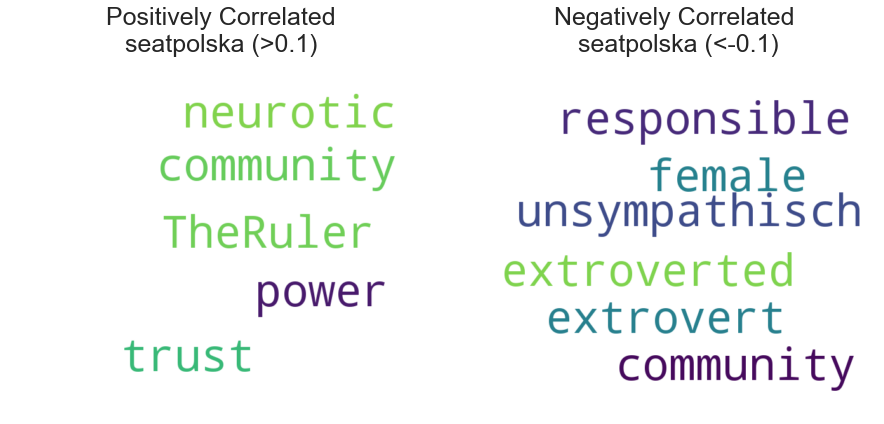 Positively Correlated
seatpolska (>0.1)
neurotic
community
TheRuler
power
trust
Negatively Correlated
seatpolska (<-0.1)
responsible
female
unsympathisch
extroverted
extrovert
community